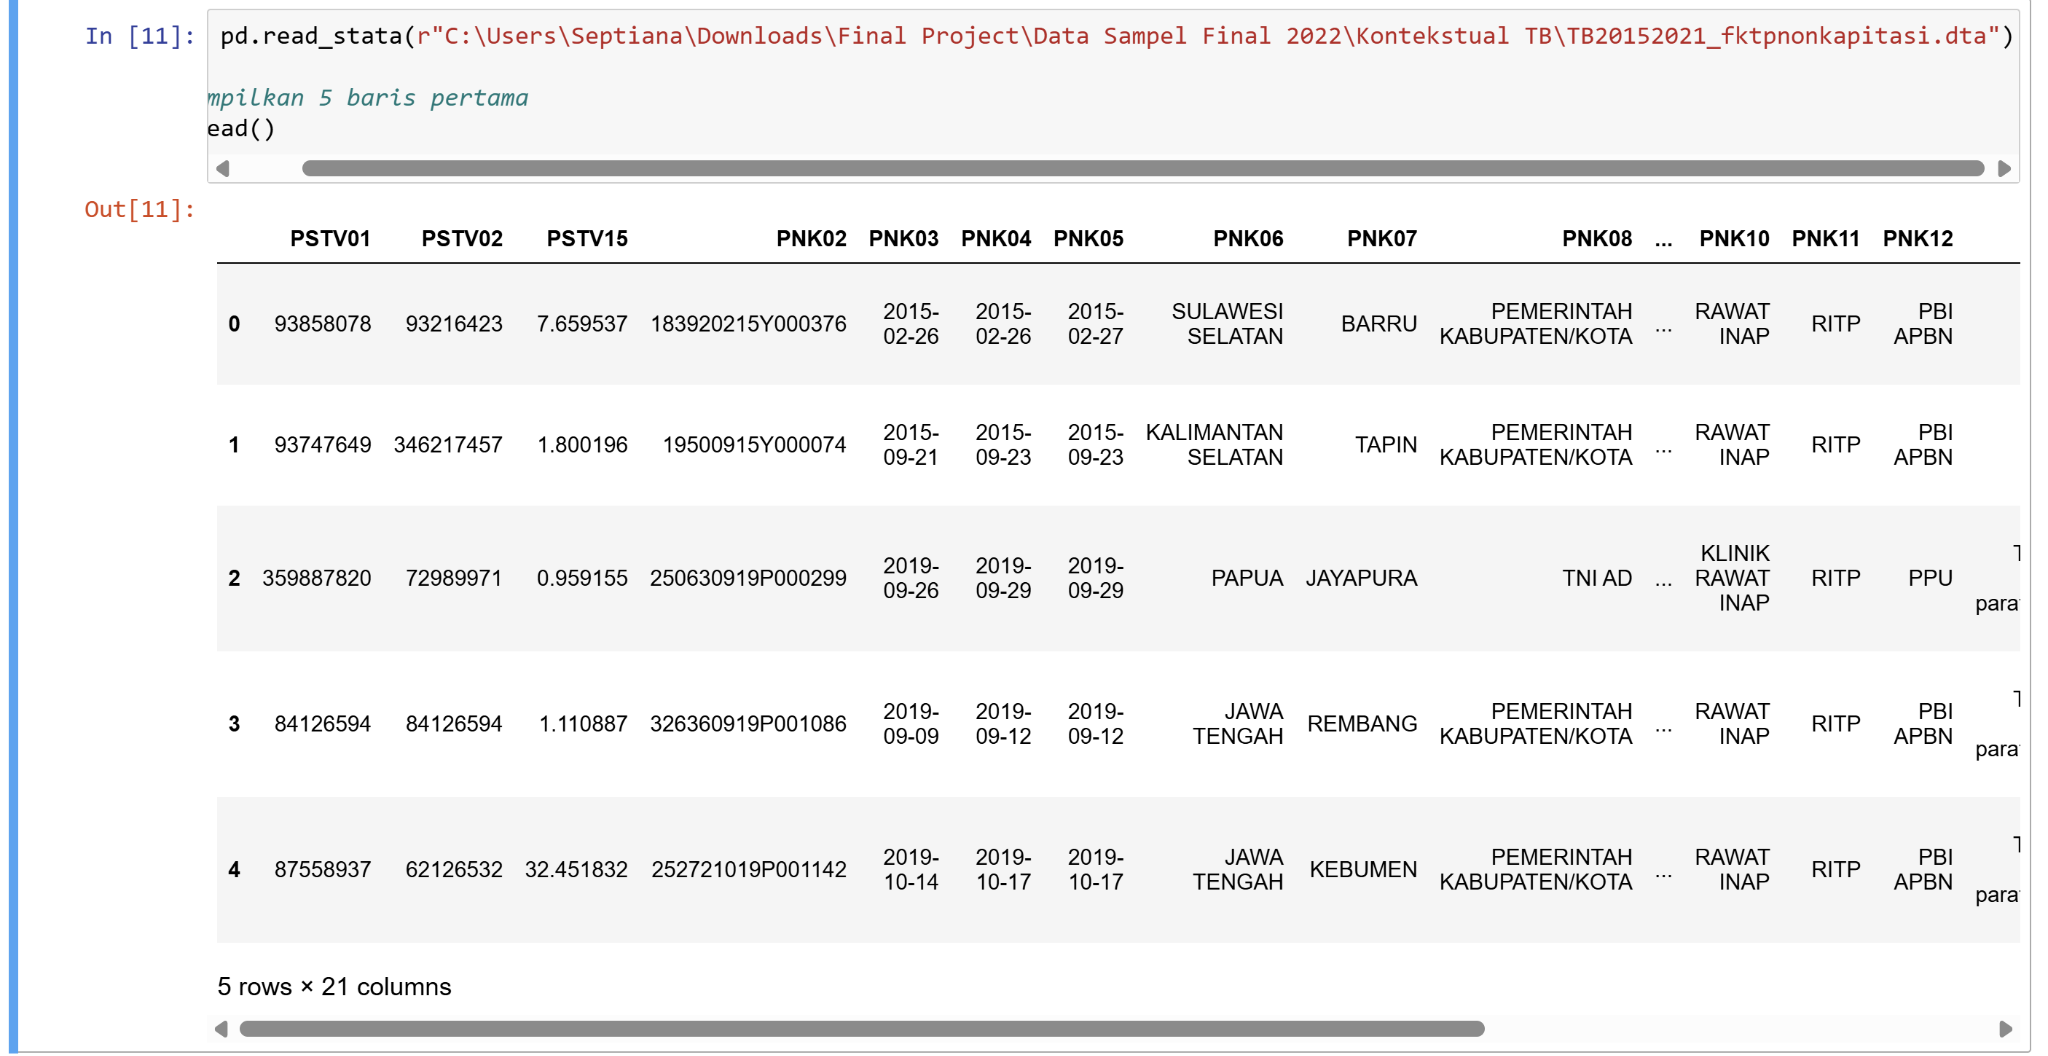 In [11]: pd.read_stata(r"C:\Users\Septiana\Downloads\Final Project\Data Sampel Final 2022\Kontekstual TB\TB20152021_fktpnonkapitasi.dta")
mpilkan 5 baris pertama
ead()
Out[11]:
PSTV01 PSTV02 PSTV15 PNK02 PNK03 PNK04 PNK05 PNK06 PNK07 PNK08 ... PNK10 PNK11 PNK12
0 93858078 93216423 7.659537 183920215Y000376 2015-02-26 2015-02-26 2015-02-27 SULAWESI SELATAN BARRU PEMERINTAH KABUPATEN/KOTA ... RAWAT INAP RITP PBI APBN
1 93747649 346217457 1.800196 19500915Y000074 2015-09-21 2015-09-23 2015-09-23 KALIMANTAN SELATAN TAPIN PEMERINTAH KABUPATEN/KOTA ... RAWAT INAP RITP PBI APBN
2 359887820 72989971 0.959155 250630919P000299 2019-09-26 2019-09-29 2019-09-29 PAPUA JAYAPURA TNI AD ... KLINIK RAWAT INAP RITP PPU T para
3 84126594 84126594 1.110887 326360919P001086 2019-09-09 2019-09-12 2019-09-12 JAWA TENGAH REMBANG PEMERINTAH KABUPATEN/KOTA ... RAWAT INAP RITP PBI APBN T para
4 87558937 62126532 32.451832 252721019P001142 2019-10-14 2019-10-17 2019-10-17 JAWA TENGAH KEBUMEN PEMERINTAH KABUPATEN/KOTA ... RAWAT INAP RITP PBI APBN T para
5 rows × 21 columns